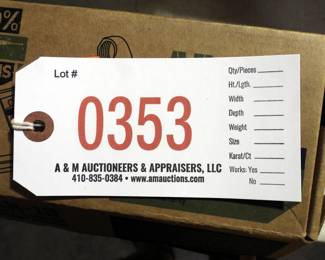 Lot #
0353
A & M AUCTIONEERS & APPRAISERS, LLC
410-835-0384 • www.amauctions.com
Qty/Pieces
Ht./Lgth.
Width
Depth
Weight
Size
Karat/Ct
Works: Yes
No